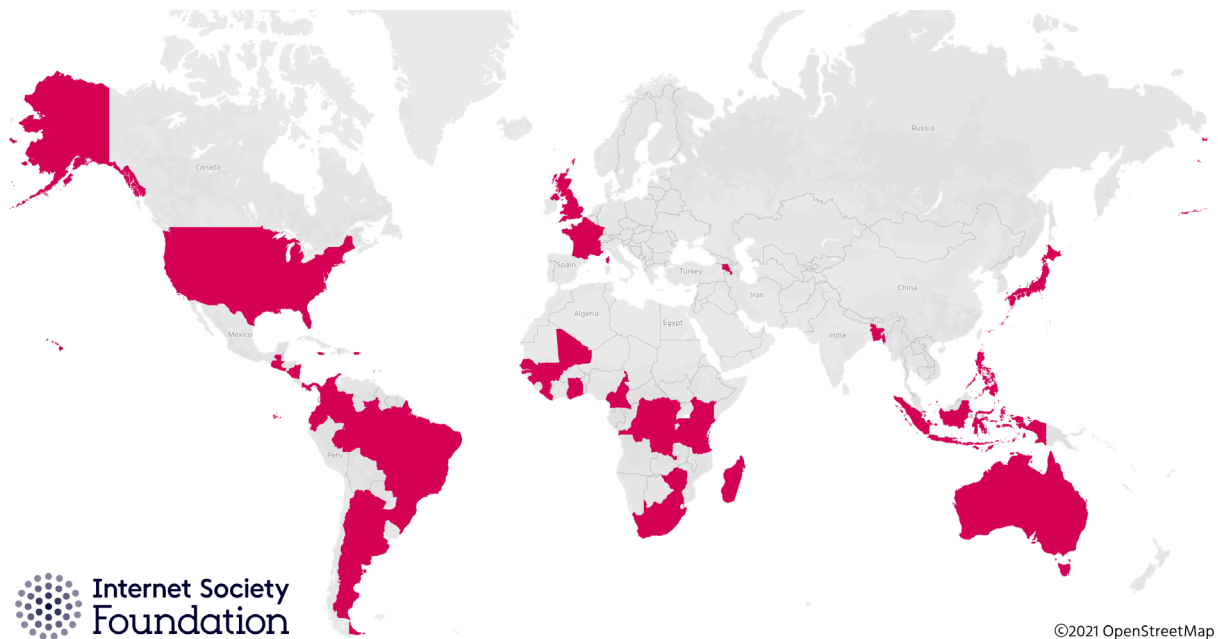 Russia
Canada
Spain
Turkey
China
Iran
Algeria
Egypt
India
Mexico
Peru
Internet Society
Foundation
©2021 OpenStreetMap